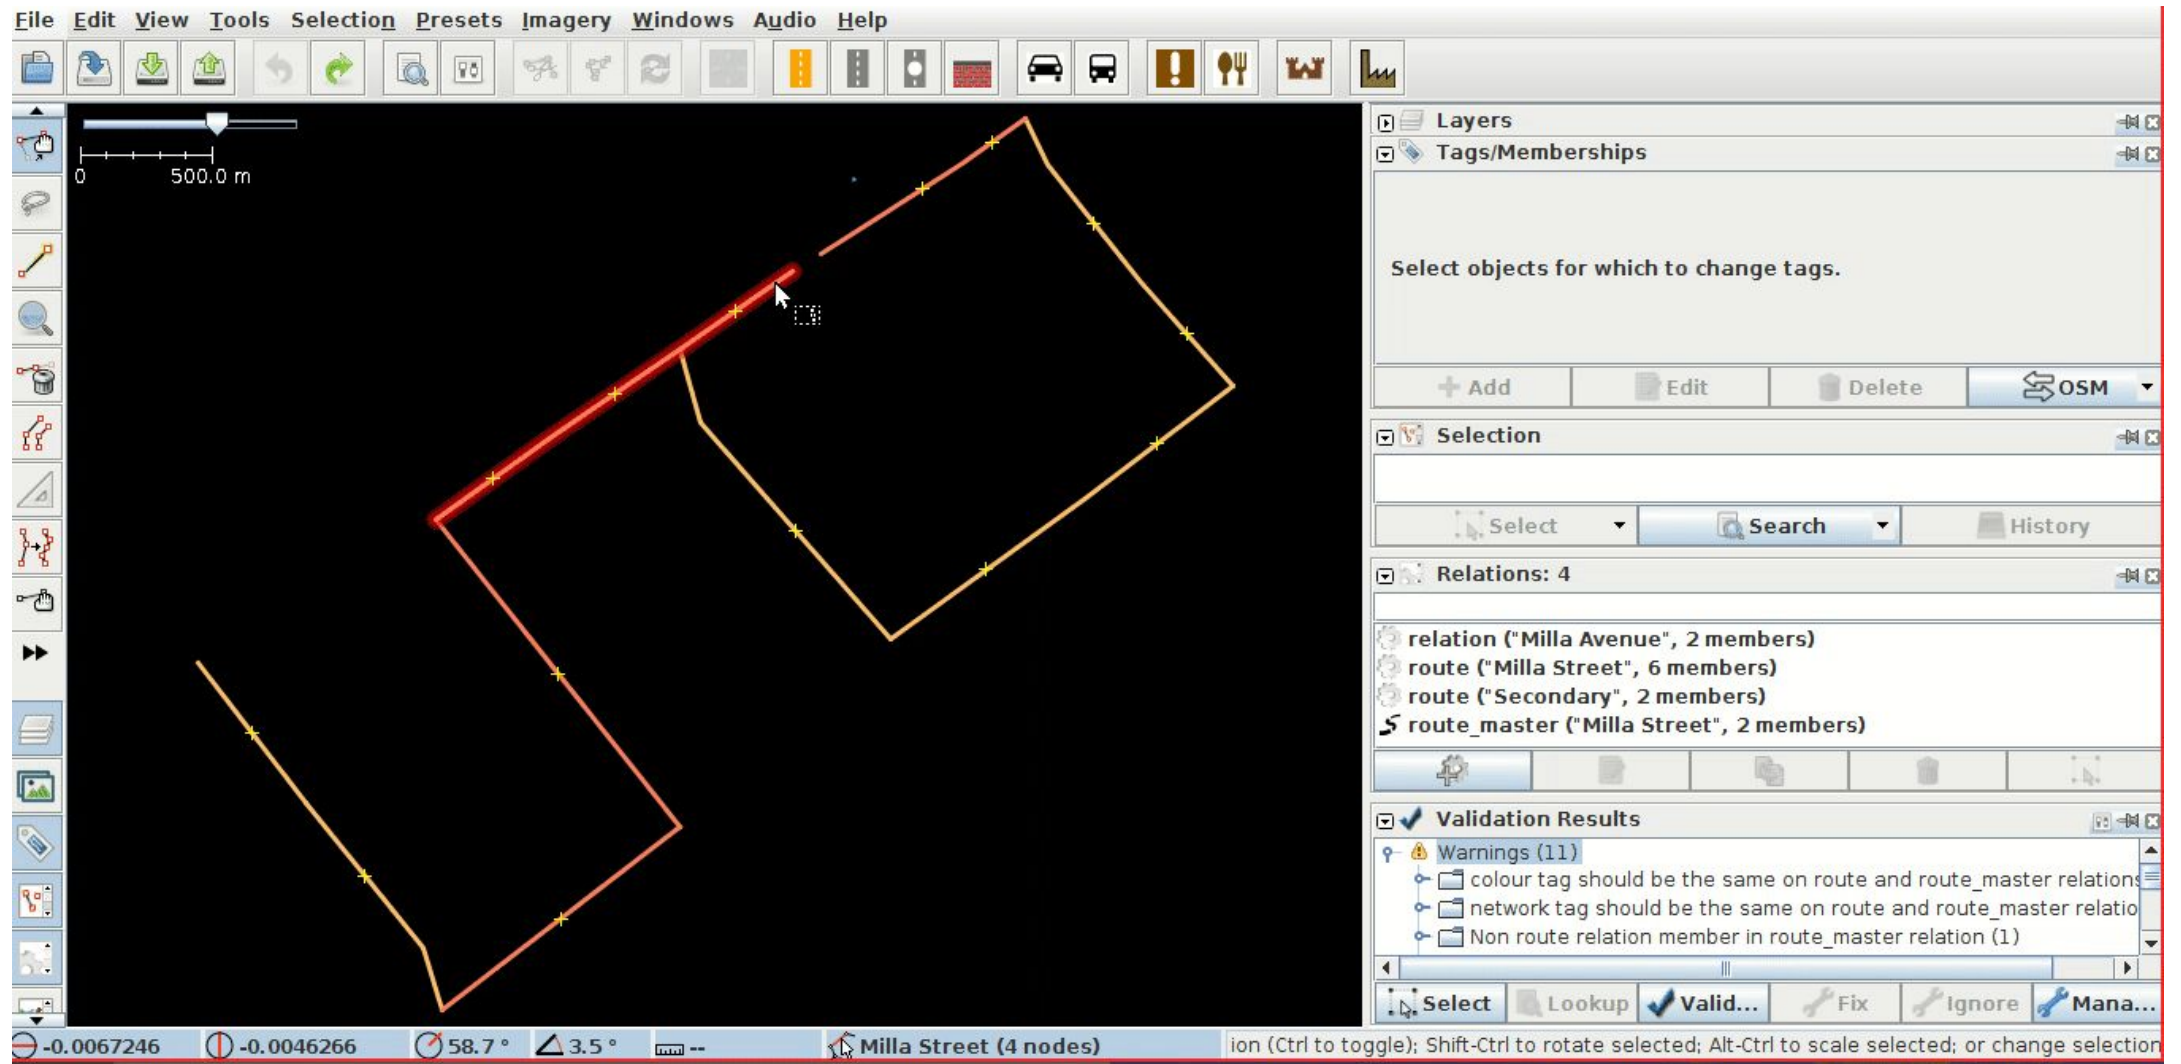 File Edit View Tools Selection Presets Imagery Windows Audio Help
0 500.0 m
Layers
Tags/Memberships
Select objects for which to change tags.
Add Edit Delete OSM
Selection
Select Search History
Relations: 4
relation ("Milla Avenue", 2 members)
route ("Milla Street", 6 members)
route ("Secondary", 2 members)
route_master ("Milla Street", 2 members)
Validation Results
Warnings (11)
colour tag should be the same on route and route_master relations
network tag should be the same on route and route_master relatio
Non route relation member in route_master relation (1)
Select Lookup Valid... Fix Ignore Mana...
-0.0067246 -0.0046266 58.7 ° 3.5 ° -- Milla Street (4 nodes) ion (Ctrl to toggle); Shift-Ctrl to rotate selected; Alt-Ctrl to scale selected; or change selection